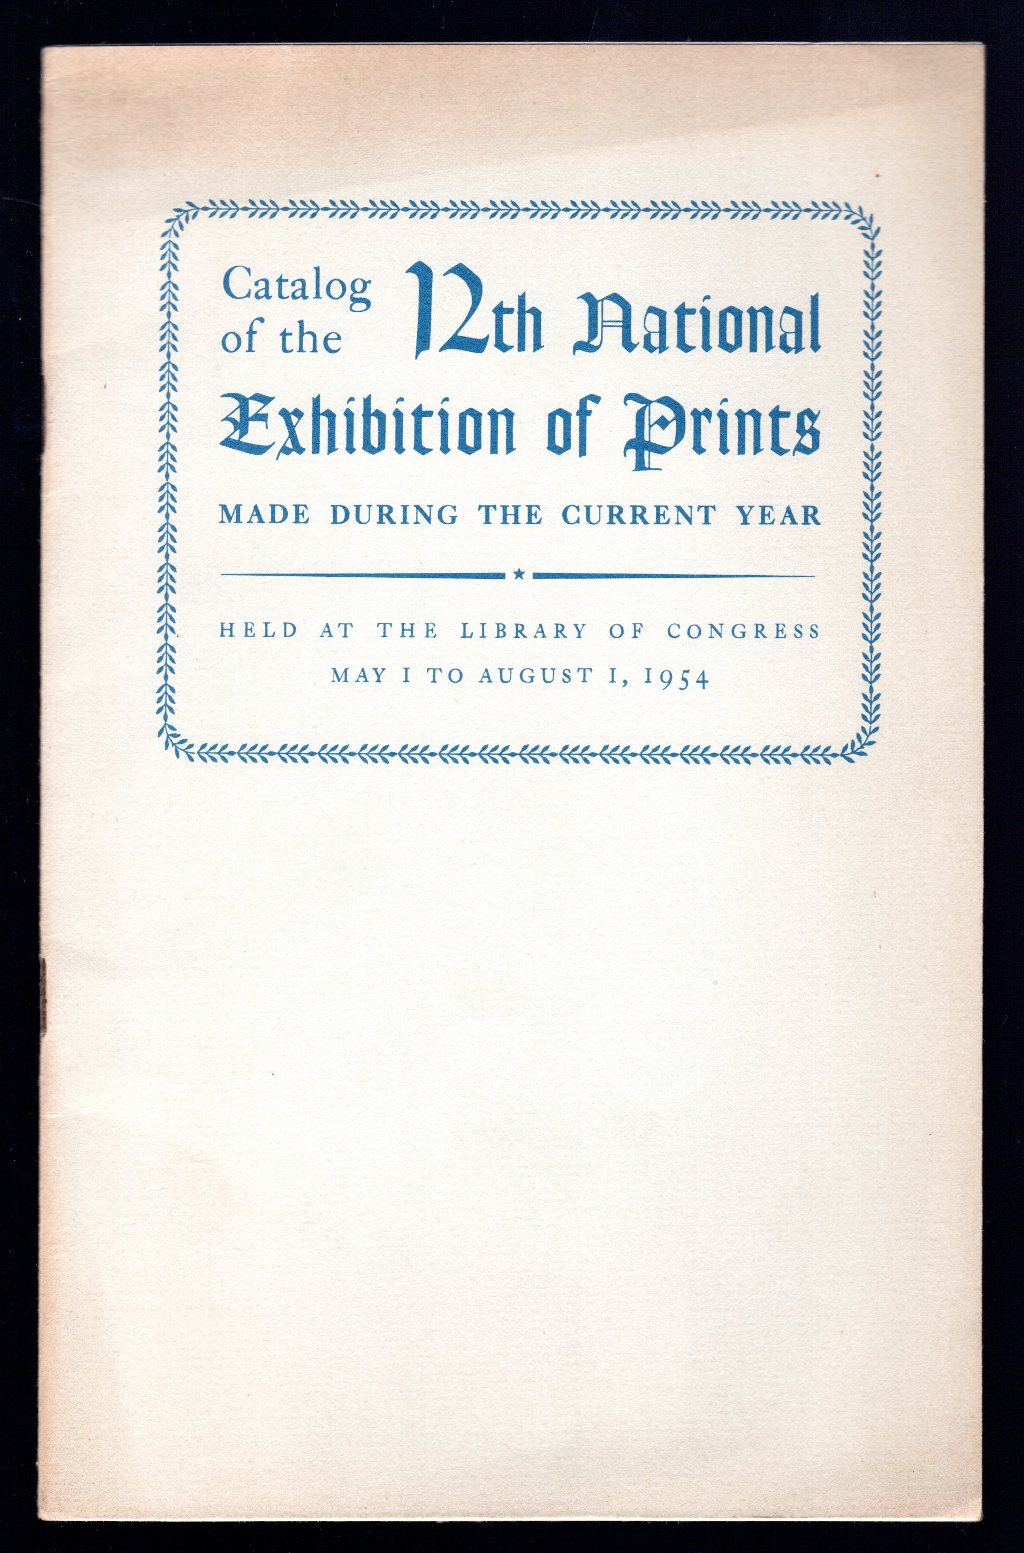 Catalog
of the 12th National
Exhibition of Prints
MADE DURING THE CURRENT YEAR
HELD AT THE LIBRARY OF CONGRESS
MAY 1 TO AUGUST 1, 1954